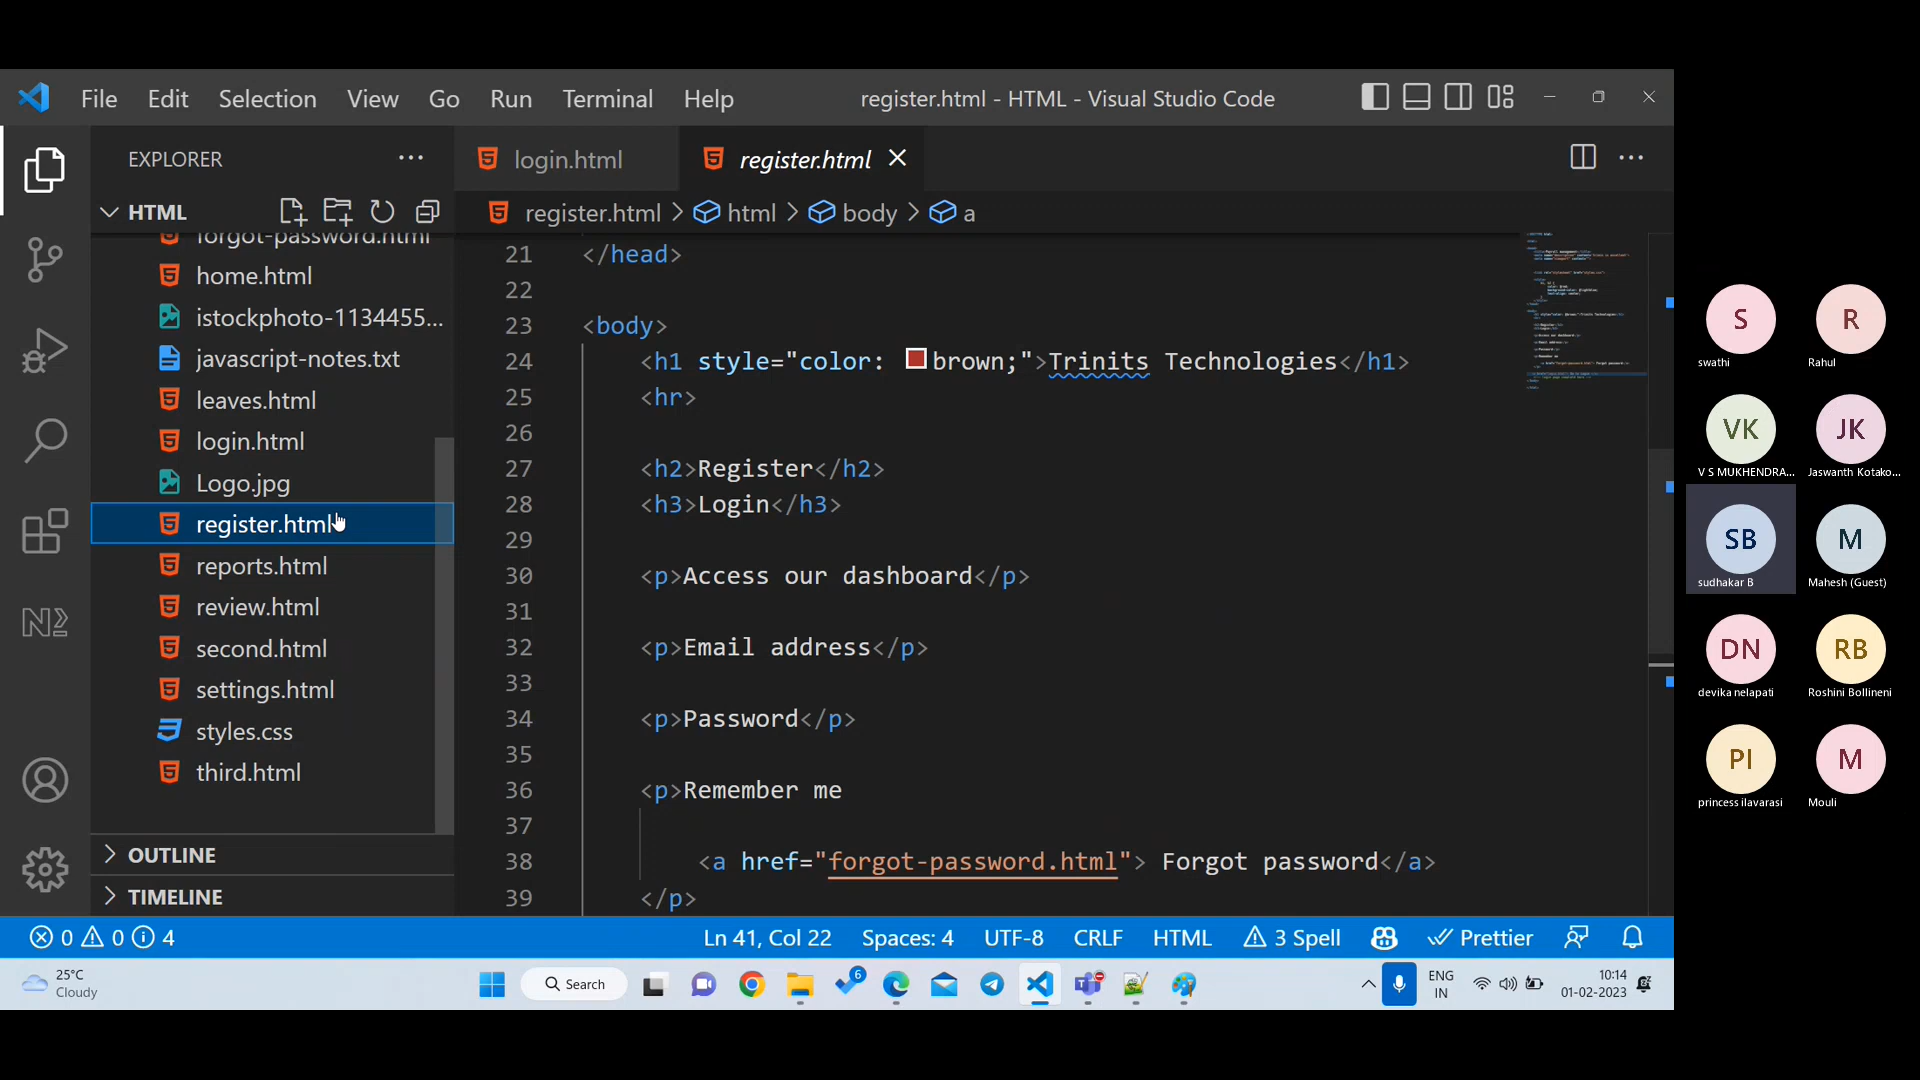 File Edit Selection View Go Run Terminal Help register.html - HTML - Visual Studio Code
EXPLORER
login.html register.html
HTML
register.html > html > body > a
forgot-password.html
home.html
istockphoto-1134455...
javascript-notes.txt
leaves.html
login.html
Logo.jpg
register.html
reports.html
review.html
second.html
settings.html
styles.css
third.html
OUTLINE
TIMELINE
21 </head>
22
23 <body>
24 <h1 style="color: brown;">Trinits Technologies</h1>
25 <hr>
26
27 <h2>Register</h2>
28 <h3>Login</h3>
29
30 <p>Access our dashboard</p>
31
32 <p>Email address</p>
33
34 <p>Password</p>
35
36 <p>Remember me
37
38 <a href="forgot-password.html"> Forgot password</a>
39 </p>
0 0 4 Ln 41, Col 22 Spaces: 4 UTF-8 CRLF HTML 3 Spell Prettier
25°C
Cloudy
Search
6
ENG
IN
10:14
01-02-2023
S
swathi
R
Rahul
VK
V S MUKHENDRA...
JK
Jaswanth Kotako...
SB
sudhakar B
M
Mahesh (Guest)
DN
devika nelapati
RB
Roshini Bollineni
PI
princess ilavarasi
M
Mouli